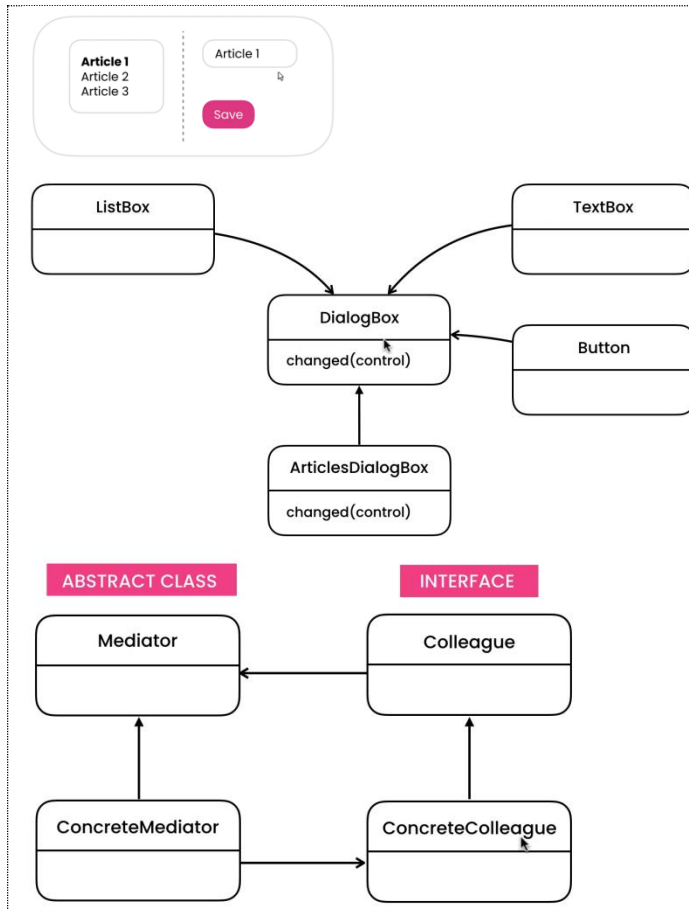 Article 1
Article 2
Article 3
Article 1
Save
ListBox
TextBox
DialogBox
changed(control)
Button
ArticlesDialogBox
changed(control)
ABSTRACT CLASS
INTERFACE
Mediator
Colleague
ConcreteMediator
ConcreteColleague